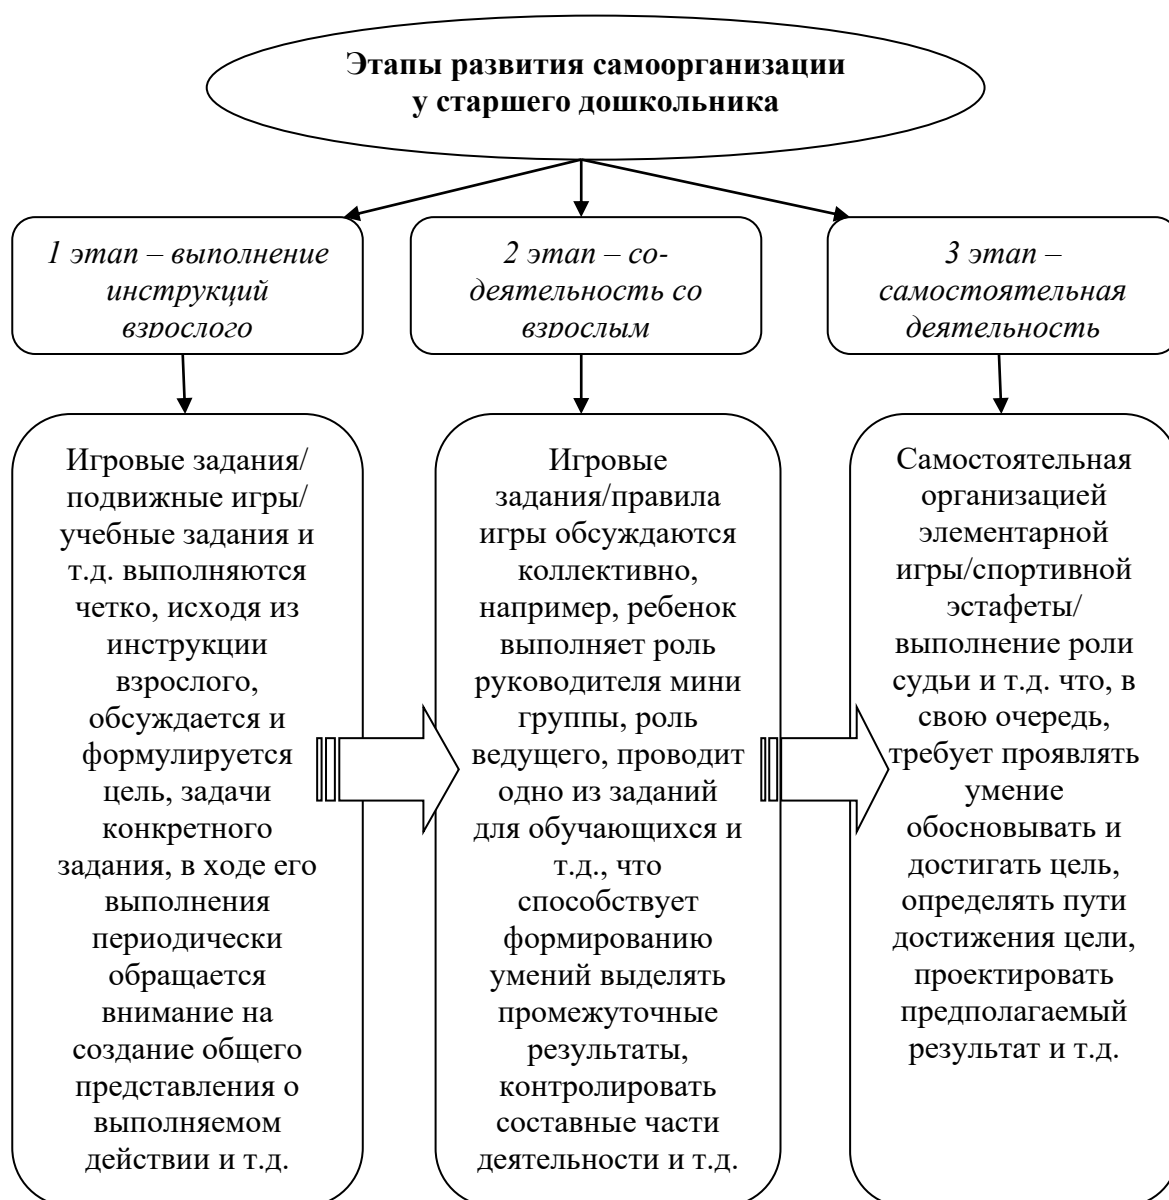 Этапы развития самоорганизации
у старшего дошкольника
1 этап – выполнение
инструкций
взрослого
2 этап – со-
деятельность со
взрослым
3 этап –
самостоятельная
деятельность
Игровые задания/
подвижные игры/
учебные задания и
т.д. выполняются
четко, исходя из
инструкции
взрослого,
обсуждается и
формулируется
цель, задачи
конкретного
задания, в ходе его
выполнения
периодически
обращается
внимание на
создание общего
представления о
выполняемом
действии и т.д.
Игровые
задания/правила
игры обсуждаются
коллективно,
например, ребенок
выполняет роль
руководителя мини
группы, роль
ведущего, проводит
одно из заданий
для обучающихся и
т.д., что
способствует
формированию
умений выделять
промежуточные
результаты,
контролировать
составные части
деятельности и т.д.
Самостоятельная
организацией
элементарной
игры/спортивной
эстафеты/
выполнение роли
судьи и т.д. что, в
свою очередь,
требует проявлять
умение
обосновывать и
достигать цель,
определять пути
достижения цели,
проектировать
предполагаемый
результат и т.д.